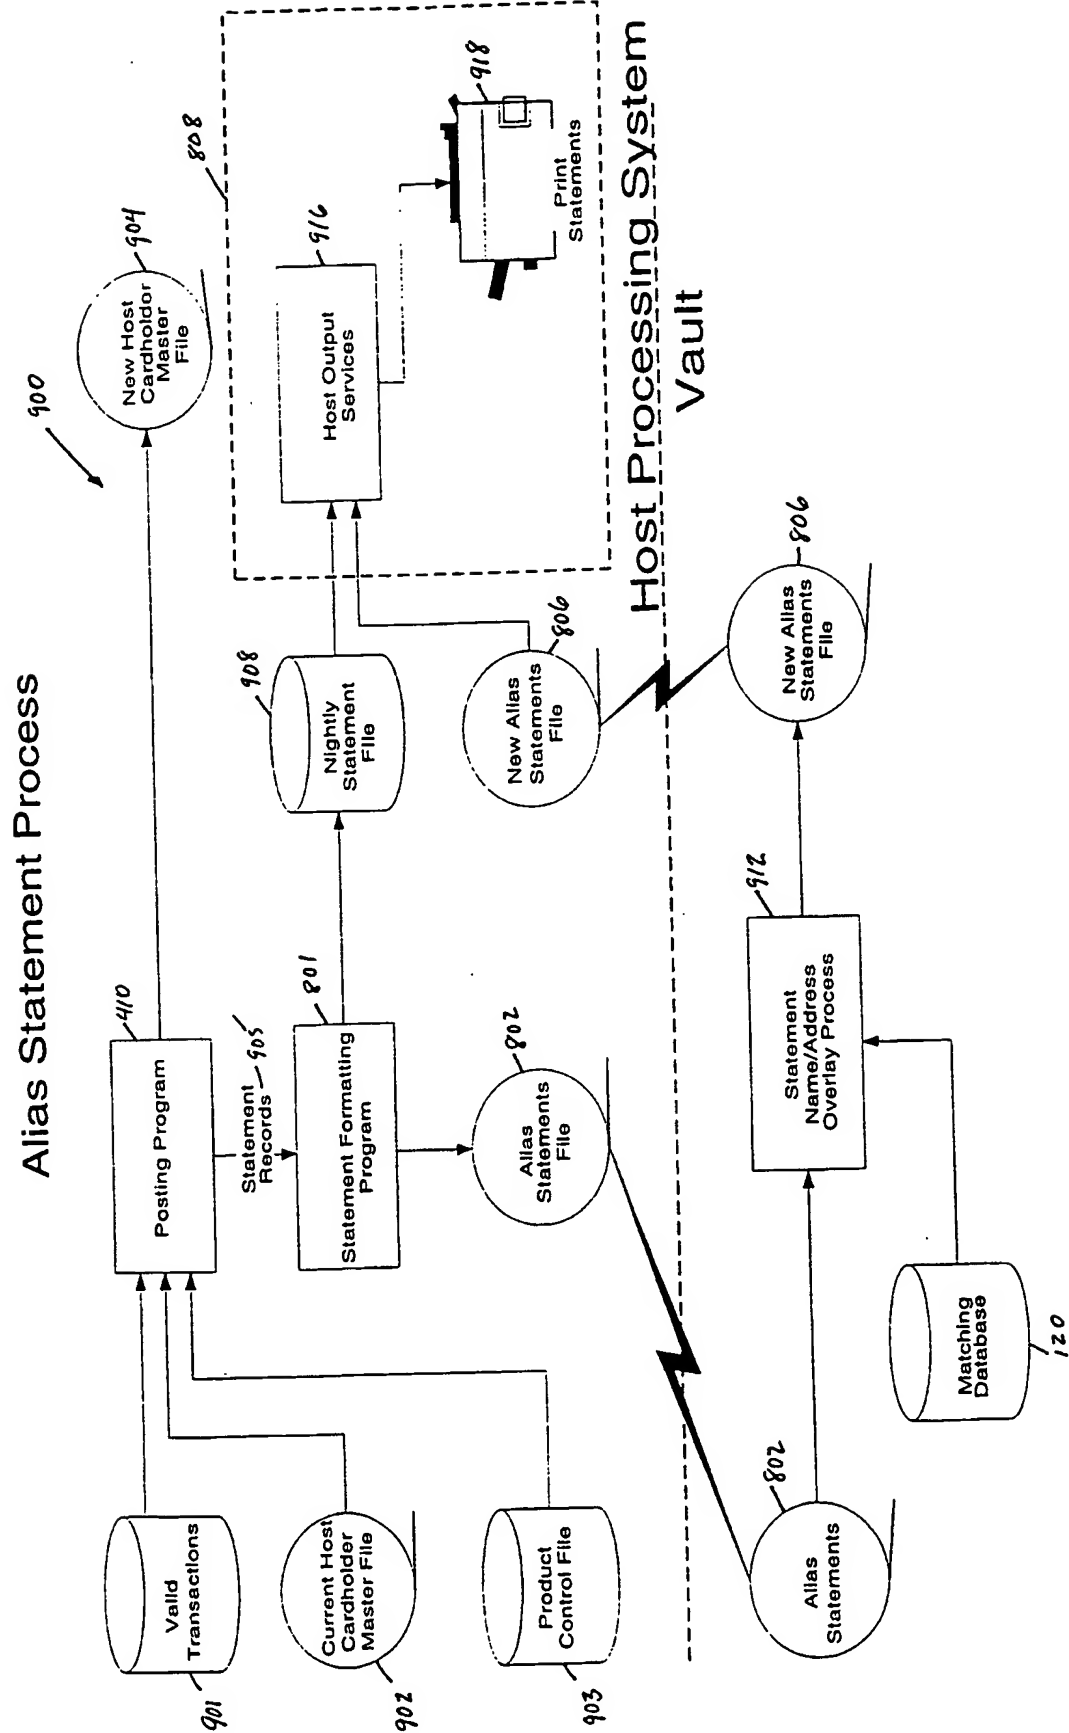 Alias Statement Process
900
Valid
Transactions
901
Current Host
Cardholder
Master File
902
Product
Control File
903
Posting Program
410
Statement
Records
905
Statement Formatting
Program
801
Alias
Statements
File
802
New Host
Cardholder
Master
File
904
Nightly
Statement
File
908
New Alias
Statements
File
806
808
Host Output
Services
916
918
Print
Statements
Host Processing System
Vault
Alias
Statements
802
Matching
Database
120
Statement
Name/Address
Overlay Process
912
New Alias
Statements
File
806